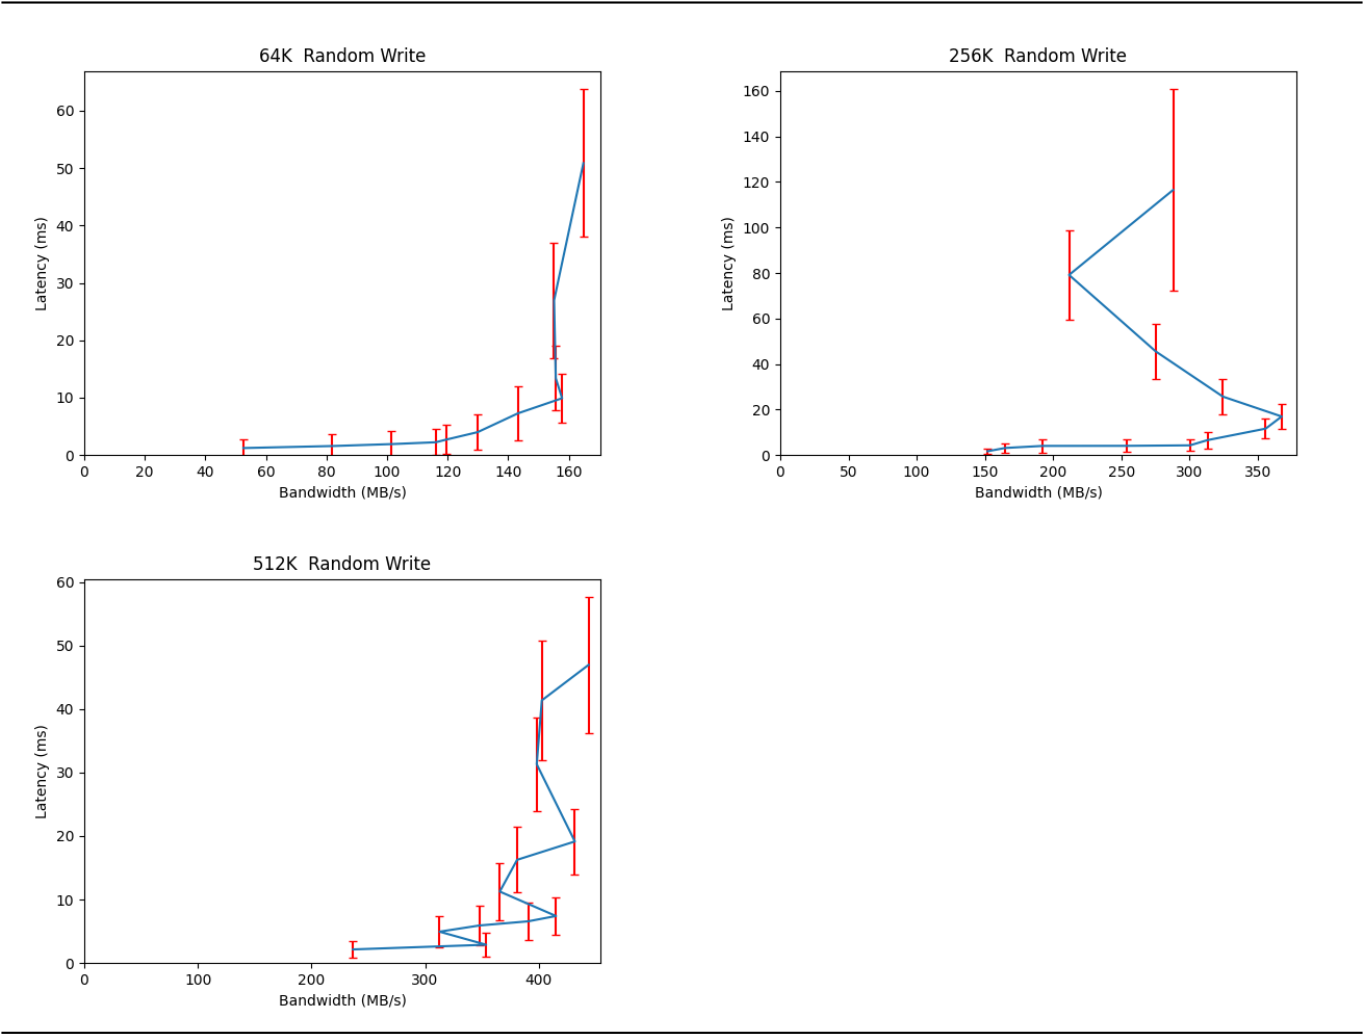 64K  Random Write
60
50
40
30
20
10
0
Latency (ms)
0 20 40 60 80 100 120 140 160
Bandwidth (MB/s)
256K  Random Write
160
140
120
100
80
60
40
20
0
Latency (ms)
0 50 100 150 200 250 300 350
Bandwidth (MB/s)
512K  Random Write
60
50
40
30
20
10
0
Latency (ms)
0 100 200 300 400
Bandwidth (MB/s)